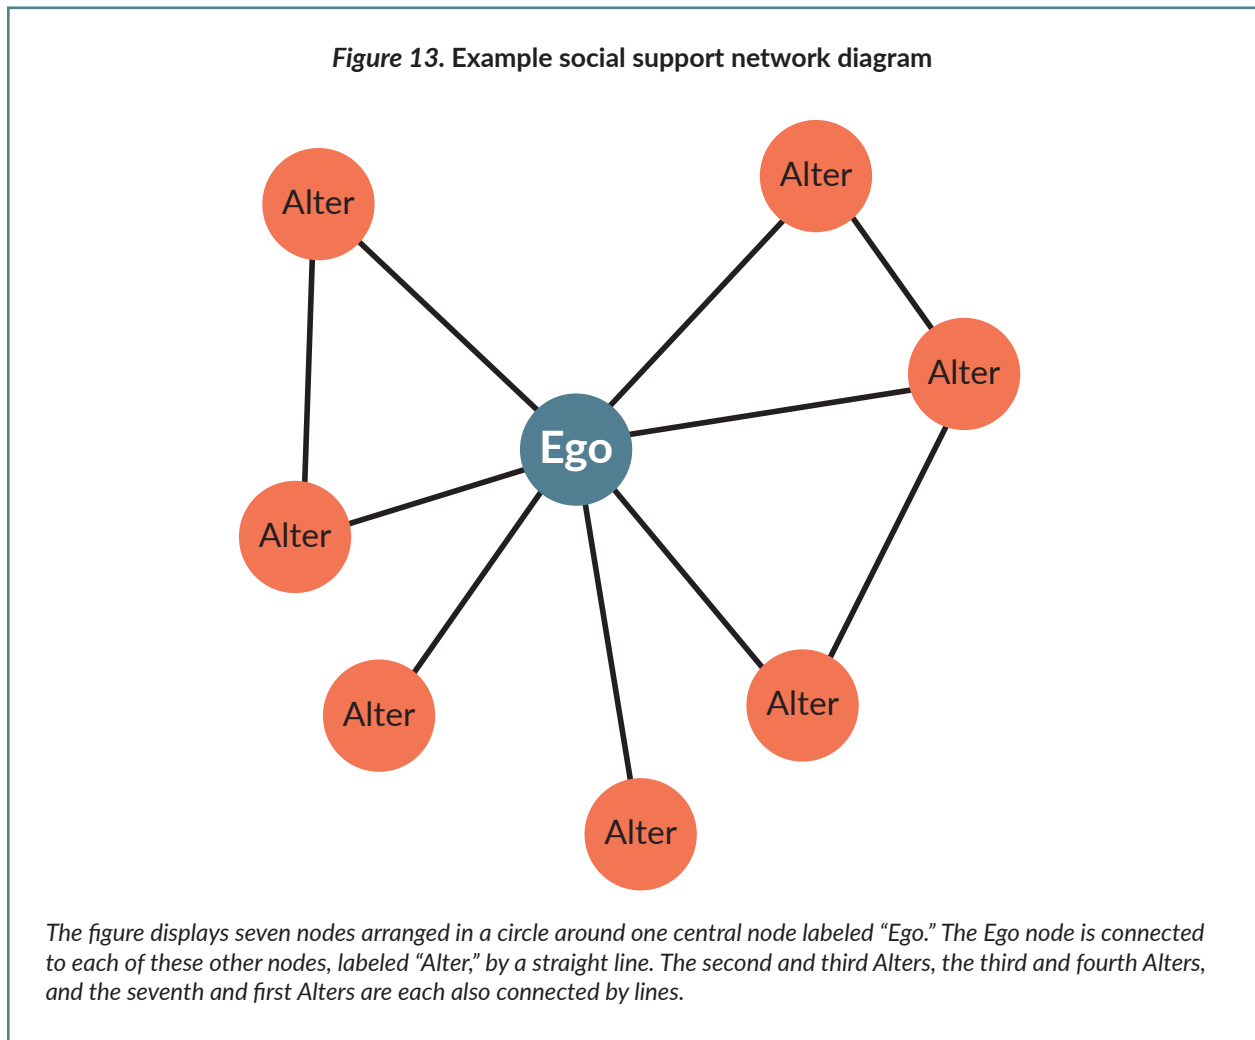 Figure 13. Example social support network diagram
Alter
Alter
Alter
Ego
Alter
Alter
Alter
Alter
The figure displays seven nodes arranged in a circle around one central node labeled “Ego.” The Ego node is connected
to each of these other nodes, labeled “Alter,” by a straight line. The second and third Alters, the third and fourth Alters,
and the seventh and first Alters are each also connected by lines.